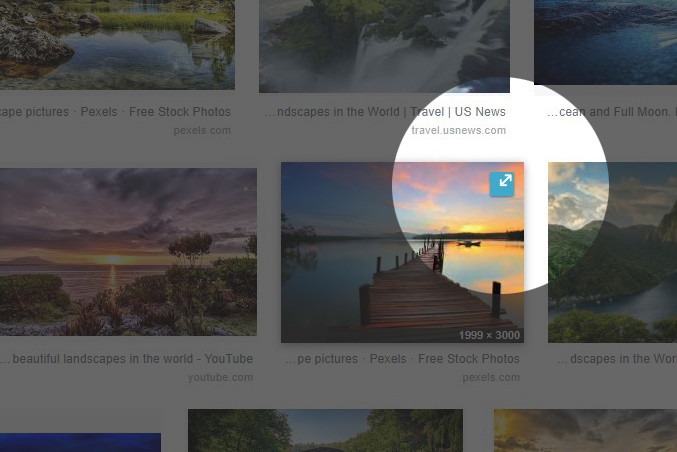 ...cape pictures · Pexels · Free Stock Photos
pexels.com
...ndscapes in the World | Travel | US News
travel.usnews.com
...cean and Full Moon.
1999 × 3000
... beautiful landscapes in the world - YouTube
youtube.com
...pe pictures · Pexels · Free Stock Photos
pexels.com
... dscapes in the Wor